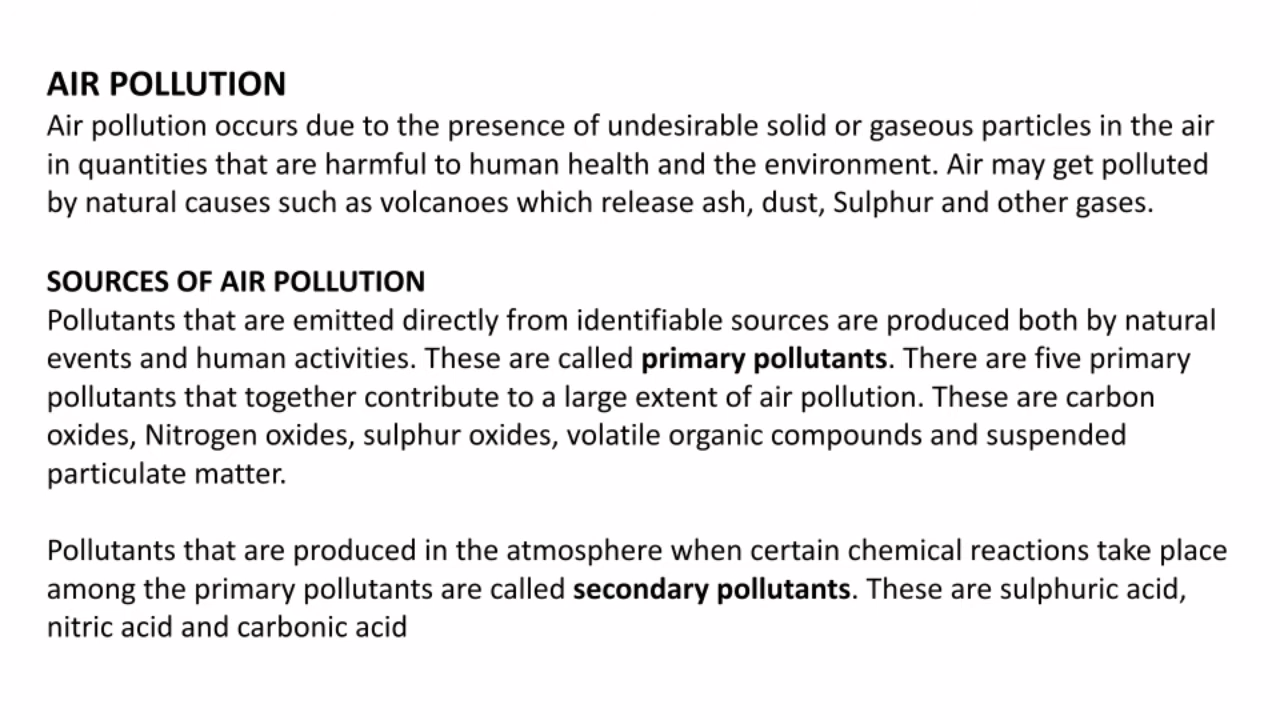 AIR POLLUTION
Air pollution occurs due to the presence of undesirable solid or gaseous particles in the air
in quantities that are harmful to human health and the environment. Air may get polluted
by natural causes such as volcanoes which release ash, dust, Sulphur and other gases.
SOURCES OF AIR POLLUTION
Pollutants that are emitted directly from identifiable sources are produced both by natural
events and human activities. These are called primary pollutants. There are five primary
pollutants that together contribute to a large extent of air pollution. These are carbon
oxides, Nitrogen oxides, sulphur oxides, volatile organic compounds and suspended
particulate matter.
Pollutants that are produced in the atmosphere when certain chemical reactions take place
among the primary pollutants are called secondary pollutants. These are sulphuric acid,
nitric acid and carbonic acid